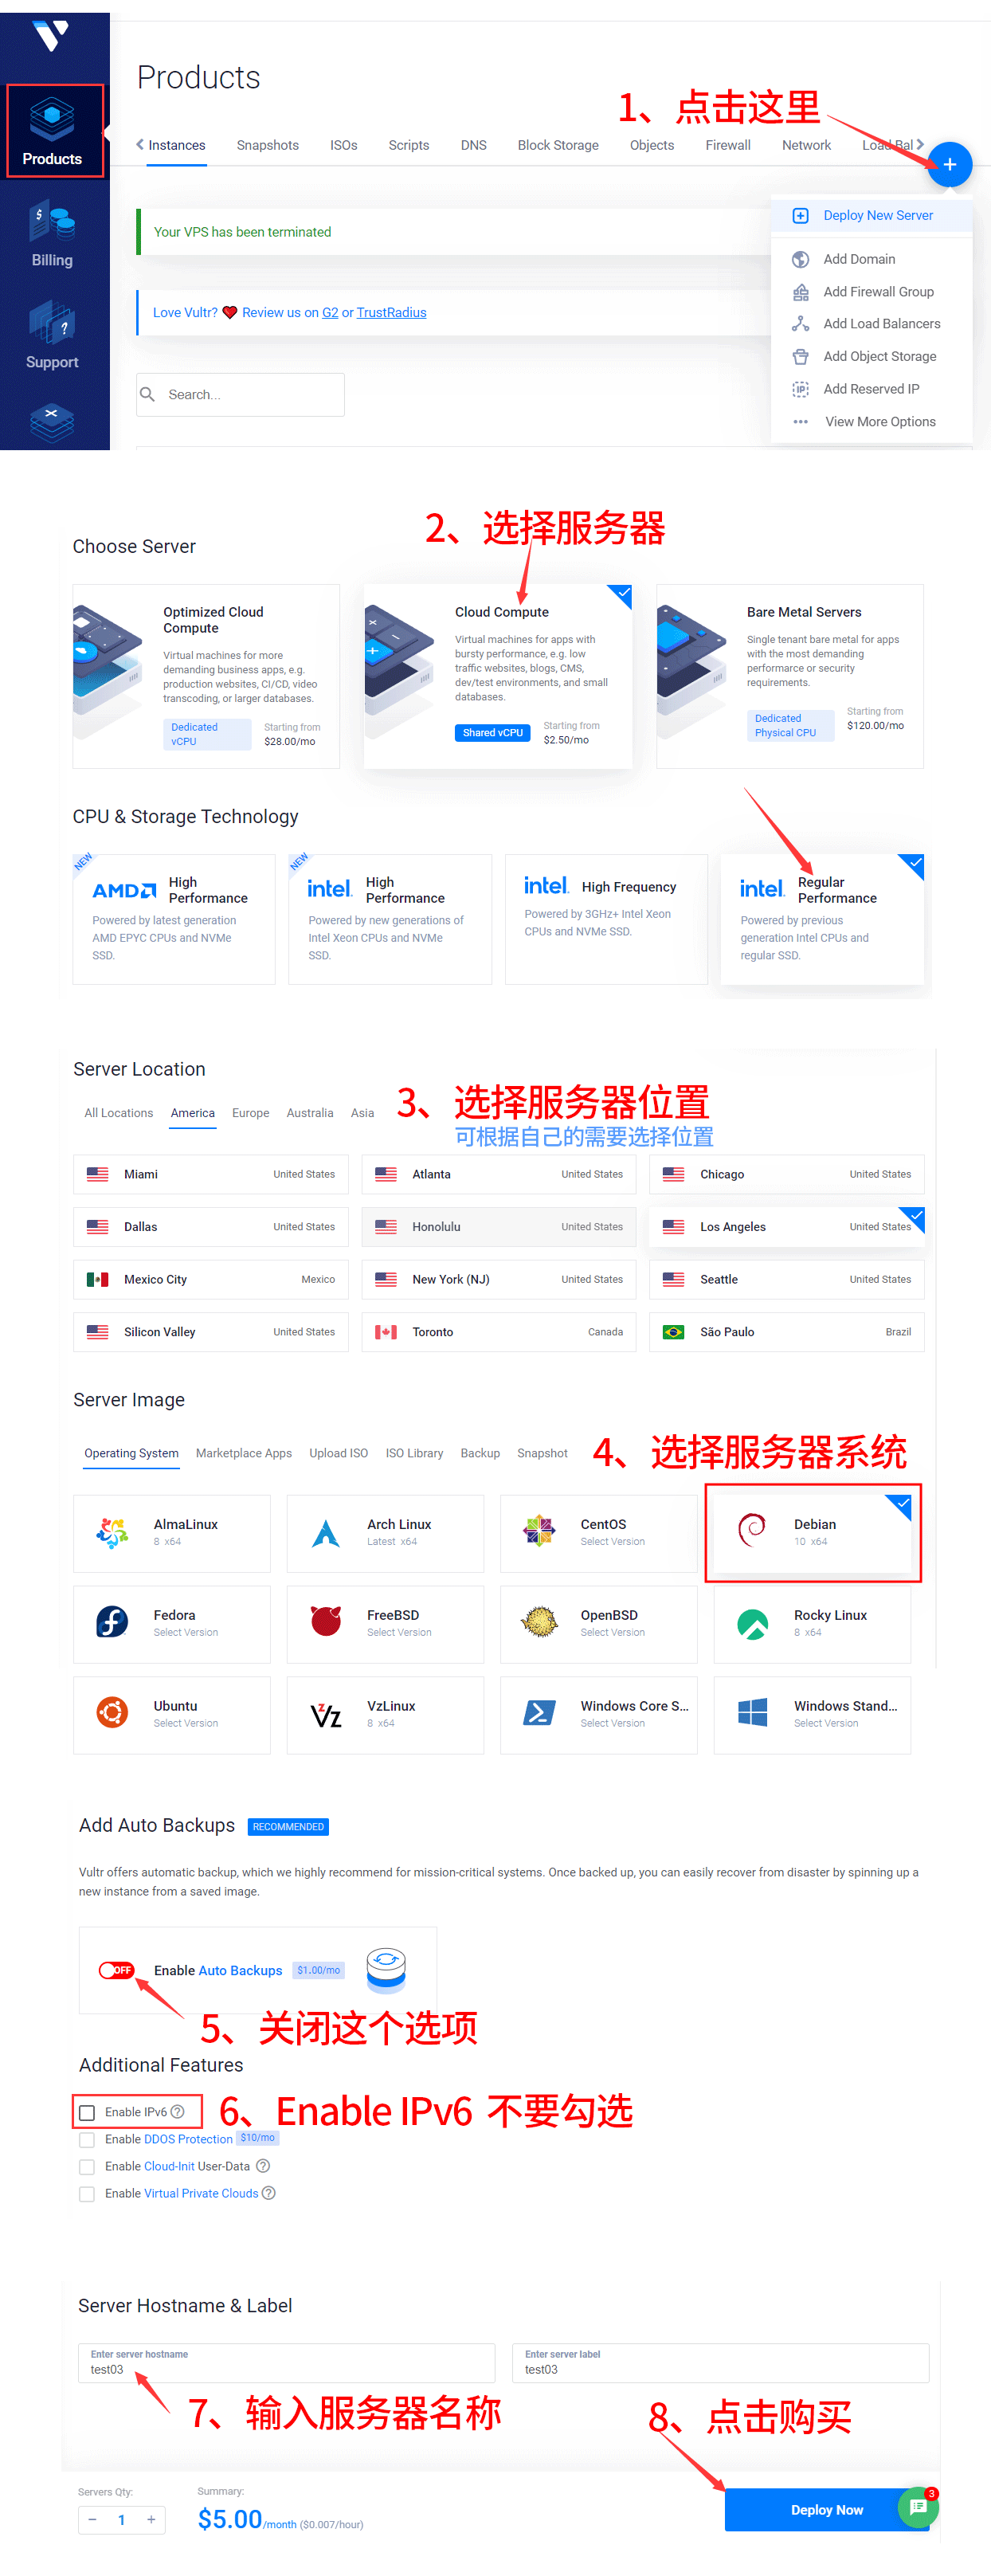 Products
1、点击这里
Instances Snapshots ISOs Scripts DNS Block Storage Objects Firewall Network Load Bal
Products
Billing
Support
Your VPS has been terminated
Love Vultr? Review us on G2 or TrustRadius
Search...
Deploy New Server
Add Domain
Add Firewall Group
Add Load Balancers
Add Object Storage
IP Add Reserved IP
View More Options
2、选择服务器
Choose Server
Optimized Cloud
Compute
Virtual machines for more
demanding business apps, e.g.
production websites, CI/CD, video
transcoding, or larger databases.
Dedicated
vCPU
Starting from
$28.00/mo
Cloud Compute
Virtual machines for apps with
bursty performance, e.g. low
traffic websites, blogs, CMS,
dev/test environments, and small
databases.
Shared vCPU
Starting from
$2.50/mo
Bare Metal Servers
Single tenant bare metal for apps
with the most demanding
performance or security
requirements.
Dedicated
Physical CPU
Starting from
$120.00/mo
CPU & Storage Technology
NEW
AMD High
Performance
Powered by latest generation
AMD EPYC CPUs and NVMe
SSD.
NEW
intel. High
Performance
Powered by new generations of
Intel Xeon CPUs and NVMe
SSD.
intel. High Frequency
Powered by 3GHz+ Intel Xeon
CPUs and NVMe SSD.
intel. Regular
Performance
Powered by previous
generation Intel CPUs and
regular SSD.
Server Location
All Locations America Europe Australia Asia
3、选择服务器位置
可根据自己的需要选择位置
Miami United States
Atlanta United States
Chicago United States
Dallas United States
Honolulu United States
Los Angeles United States
Mexico City Mexico
New York (NJ) United States
Seattle United States
Silicon Valley United States
Toronto Canada
São Paulo Brazil
Server Image
Operating System Marketplace Apps Upload ISO ISO Library Backup Snapshot
4、选择服务器系统
AlmaLinux
8 x64
Arch Linux
Latest x64
CentOS
Select Version
Debian
10 x64
Fedora
Select Version
FreeBSD
Select Version
OpenBSD
Select Version
Rocky Linux
8 x64
Ubuntu
Select Version
VzLinux
8 x64
Windows Core S...
Select Version
Windows Stand...
Select Version
Add Auto Backups RECOMMENDED
Vultr offers automatic backup, which we highly recommend for mission-critical systems. Once backed up, you can easily recover from disaster by spinning up a
new instance from a saved image.
OFF Enable Auto Backups $1.00/mo
5、关闭这个选项
Additional Features
Enable IPv6
6、Enable IPv6 不要勾选
Enable DDOS Protection $10/mo
Enable Cloud-Init User-Data
Enable Virtual Private Clouds
Server Hostname & Label
Enter server hostname
test03
Enter server label
test03
7、输入服务器名称
8、点击购买
Servers Qty:
− 1 +
Summary:
$5.00/month ($0.007/hour)
Deploy Now
3